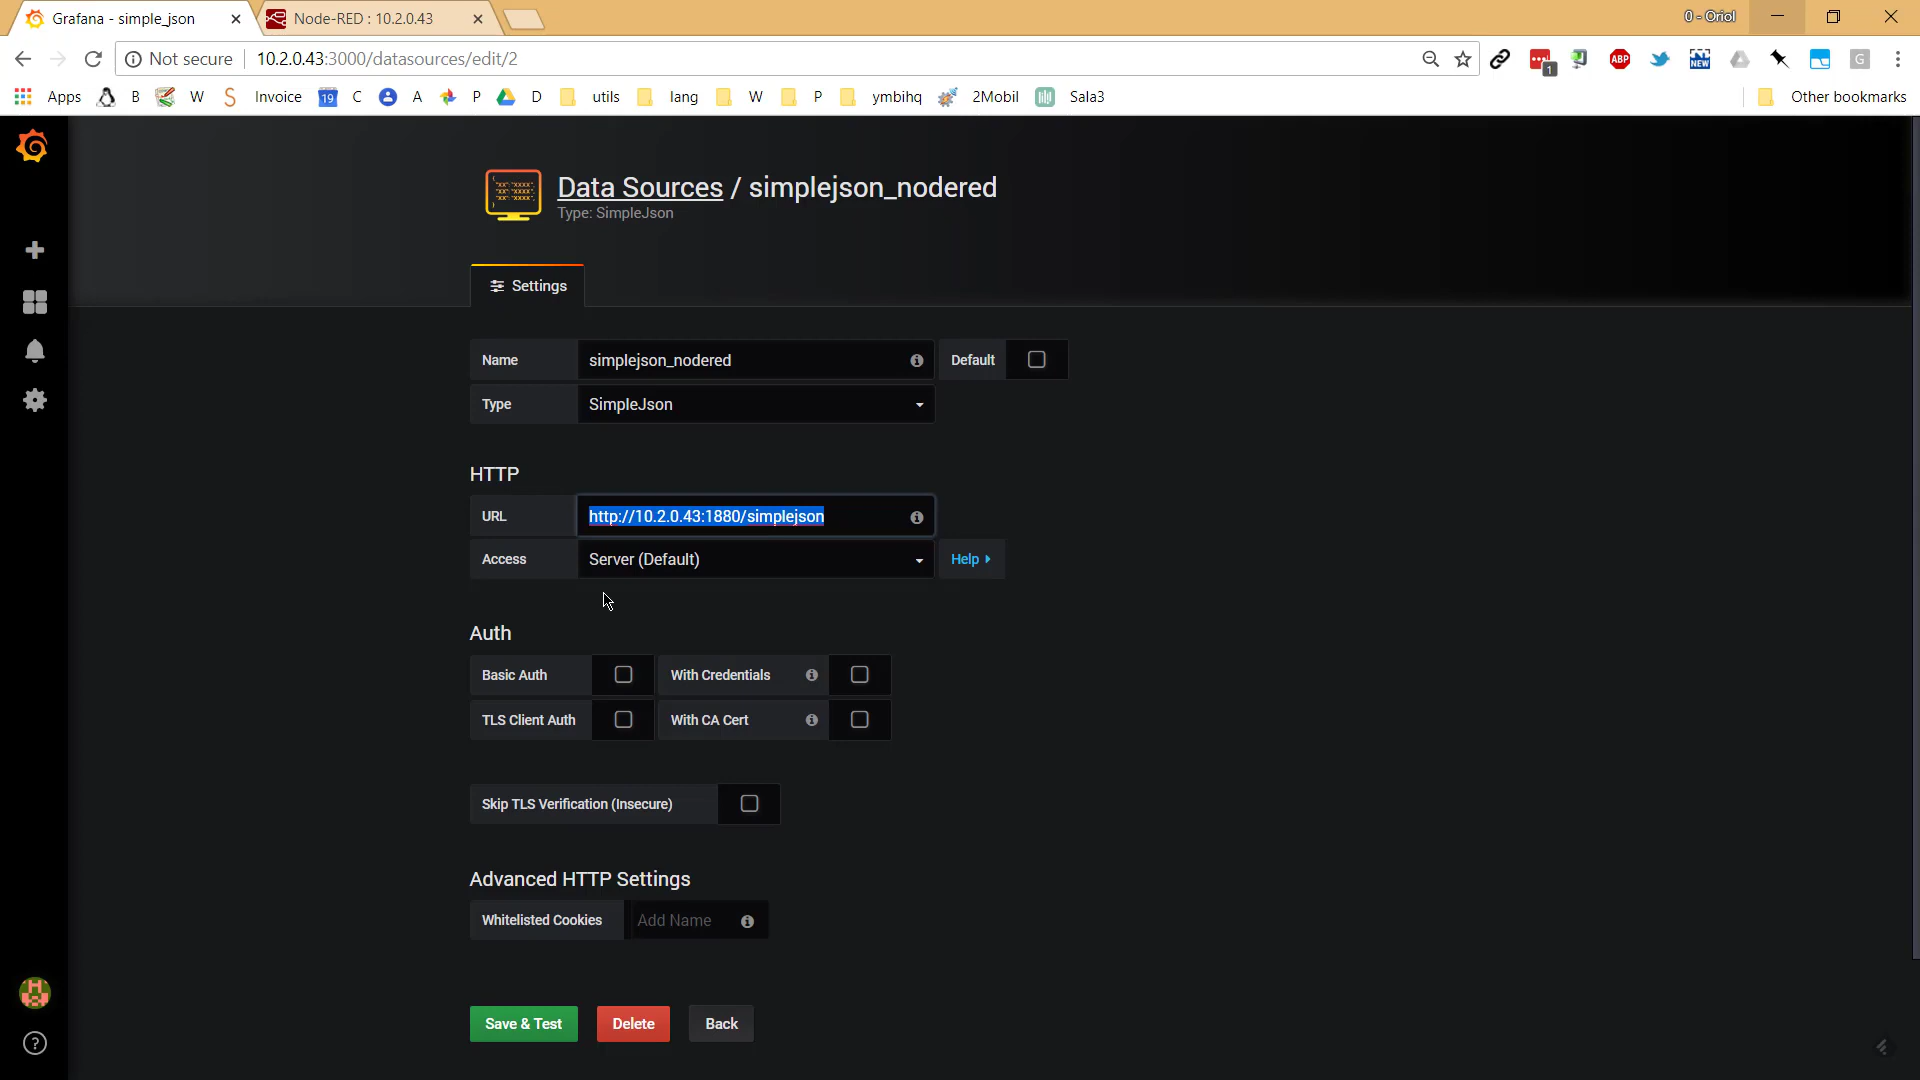 Grafana - simple_json
Node-RED : 10.2.0.43
0 - Oriol
Not secure
10.2.0.43:3000/datasources/edit/2
1
ABP
NEW
G
Apps
B
W
S
Invoice
19
C
A
P
D
utils
lang
W
P
ymbihq
2Mobil
Sala3
Other bookmarks
Data Sources / simplejson_nodered
Type: SimpleJson
Settings
Name
simplejson_nodered
Default
Type
SimpleJson
HTTP
URL
http://10.2.0.43:1880/simplejson
Access
Server (Default)
Help
Auth
Basic Auth
With Credentials
TLS Client Auth
With CA Cert
Skip TLS Verification (Insecure)
Advanced HTTP Settings
Whitelisted Cookies
Add Name
Save & Test
Delete
Back